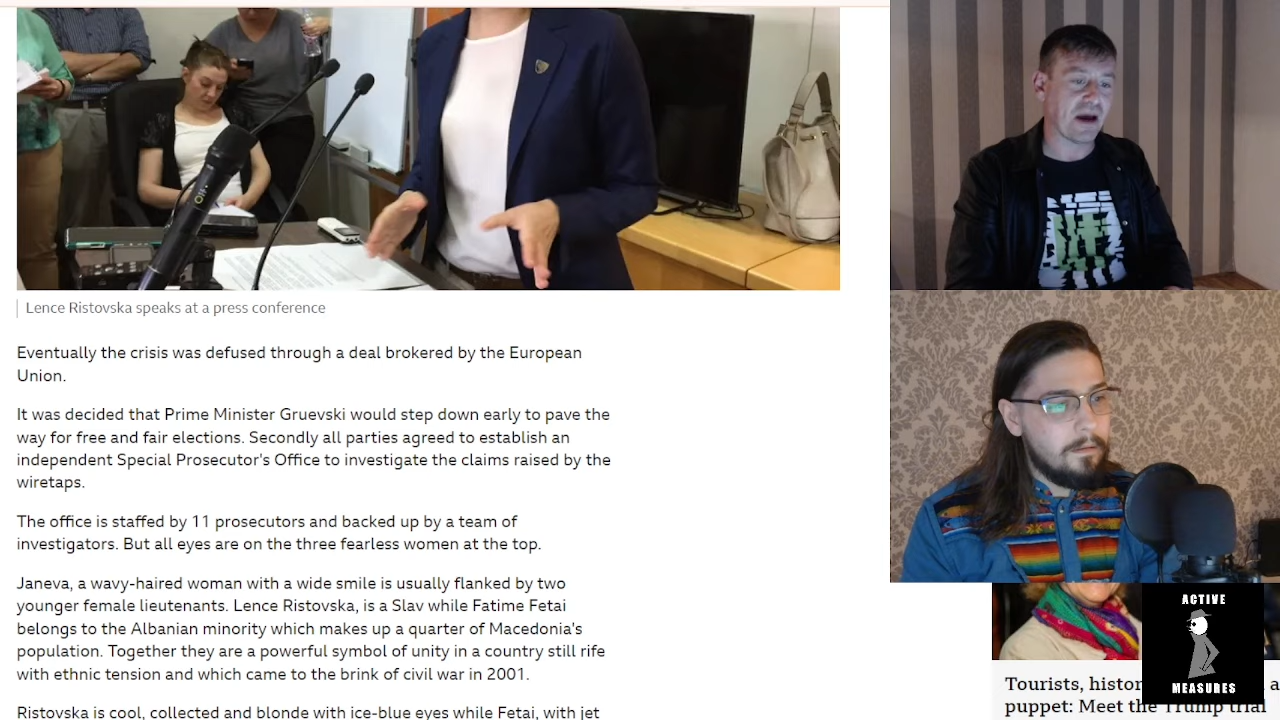 Lence Ristovska speaks at a press conference
Eventually the crisis was defused through a deal brokered by the European
Union.
It was decided that Prime Minister Gruevski would step down early to pave the
way for free and fair elections. Secondly all parties agreed to establish an
independent Special Prosecutor's Office to investigate the claims raised by the
wiretaps.
The office is staffed by 11 prosecutors and backed up by a team of
investigators. But all eyes are on the three fearless women at the top.
Janeva, a wavy-haired woman with a wide smile is usually flanked by two
younger female lieutenants. Lence Ristovska, is a Slav while Fatime Fetai
belongs to the Albanian minority which makes up a quarter of Macedonia's
population. Together they are a powerful symbol of unity in a country still rife
with ethnic tension and which came to the brink of civil war in 2001.
Ristovska is cool, collected and blonde with ice-blue eyes while Fetai, with jet
ACTIVE
MEASURES
Tourists, histor a
puppet: Meet the Trump trial